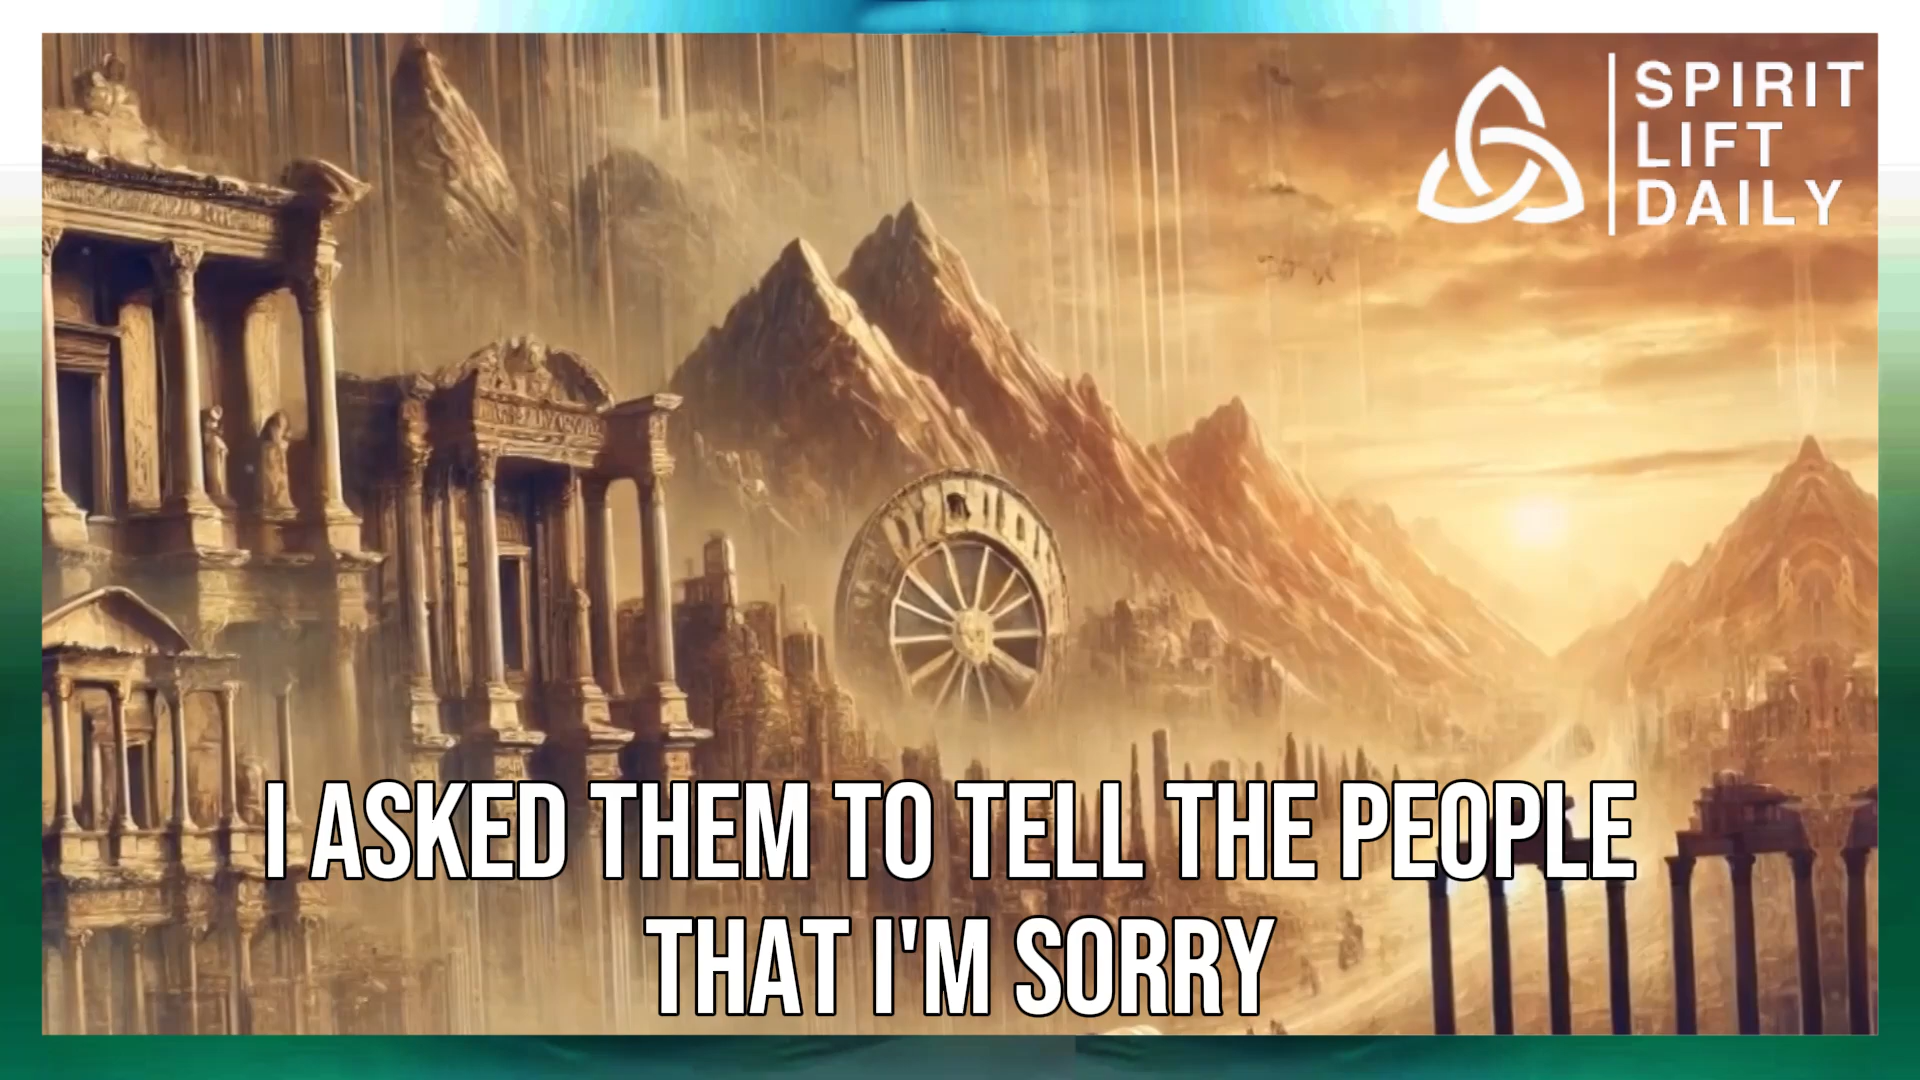 SPIRIT
LIFT
DAILY
I ASKED THEM TO TELL THE PEOPLE
THAT I'M SORRY